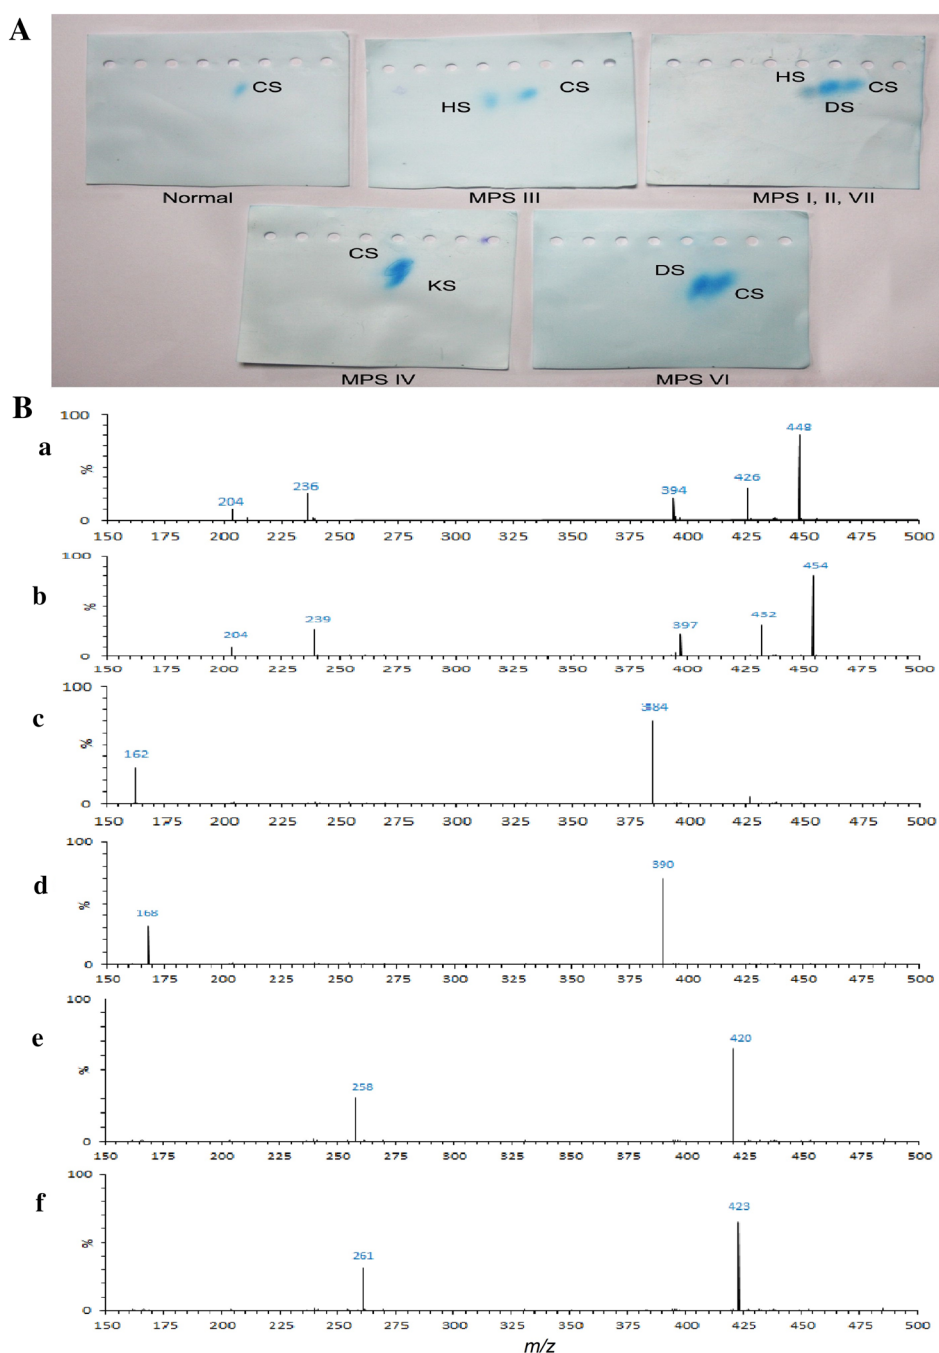 A
CS
HS
CS
HS
DS
CS
Normal
MPS III
MPS I, II, VII
CS
KS
DS
CS
MPS IV
MPS VI
B
a
100
%
0
204
236
394
426
448
150 175 200 225 250 275 300 325 350 375 400 425 450 475 500
b
100
%
0
204
239
397
432
454
150 175 200 225 250 275 300 325 350 375 400 425 450 475 500
c
100
%
0
162
150 175 200 225 250 275 300 325 350 375 400 425 450 475 500
d
100
%
0
168
390
150 175 200 225 250 275 300 325 350 375 400 425 450 475 500
e
100
%
0
258
420
150 175 200 225 250 275 300 325 350 375 400 425 450 475 500
f
100
%
0
261
423
150 175 200 225 250 275 300 325 350 375 400 425 450 475 500
m/z